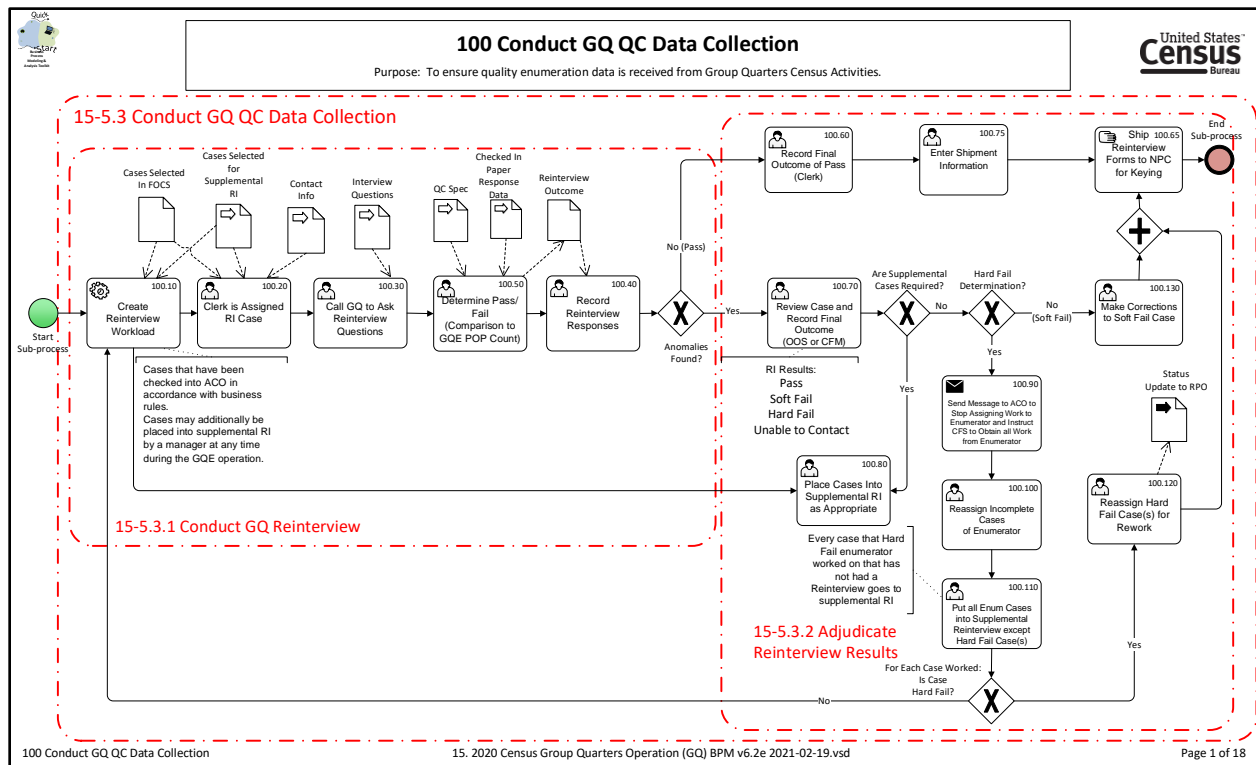 Quick
Start
Business
Process
Modeling &
Analysis Toolkit
100 Conduct GQ QC Data Collection
Purpose: To ensure quality enumeration data is received from Group Quarters Census Activities.
United States™
Census
Bureau
15-5.3 Conduct GQ QC Data Collection
Cases Selected
In FOCS
Cases Selected
for
Supplemental
RI
Contact
Info
Interview
Questions
QC Spec
Checked In
Paper
Response
Data
Reinterview
Outcome
Start
Sub-process
100.10
Create
Reinterview
Workload
100.20
Clerk is Assigned
RI Case
100.30
Call GQ to Ask
Reinterview
Questions
100.50
Determine Pass/
Fail
(Comparison to
GQE POP Count)
100.40
Record
Reinterview
Responses
X
Anomalies
Found?
No (Pass)
Yes
Cases that have been
checked into ACO in
accordance with business
rules.
Cases may additionally be
placed into supplemental RI
by a manager at any time
during the GQE operation.
15-5.3.1 Conduct GQ Reinterview
100.60
Record Final
Outcome of Pass
(Clerk)
100.75
Enter Shipment
Information
100.65
Ship
Reinterview
Forms to NPC
for Keying
End
Sub-process
100.70
Review Case and
Record Final
Outcome
(OOS or CFM)
RI Results:
Pass
Soft Fail
Hard Fail
Unable to Contact
Are Supplemental
Cases Required?
X
No
Yes
Hard Fail
Determination?
X
No
(Soft Fail)
Yes
100.130
Make Corrections
to Soft Fail Case
100.90
Send Message to ACO to
Stop Assigning Work to
Enumerator and Instruct
CFS to Obtain all Work
from Enumerator
Status
Update to RPO
100.80
Place Cases Into
Supplemental RI
as Appropriate
100.100
Reassign Incomplete
Cases
of Enumerator
100.120
Reassign Hard
Fail Case(s) for
Rework
Every case that Hard
Fail enumerator
worked on that has
not had a
Reinterview goes to
supplemental RI
100.110
Put all Enum Cases
into Supplemental
Reinterview except
Hard Fail Case(s)
15-5.3.2 Adjudicate
Reinterview Results
For Each Case Worked:
Is Case
Hard Fail?
X
No
Yes
100 Conduct GQ QC Data Collection
15. 2020 Census Group Quarters Operation (GQ) BPM v6.2e 2021-02-19.vsd
Page 1 of 18